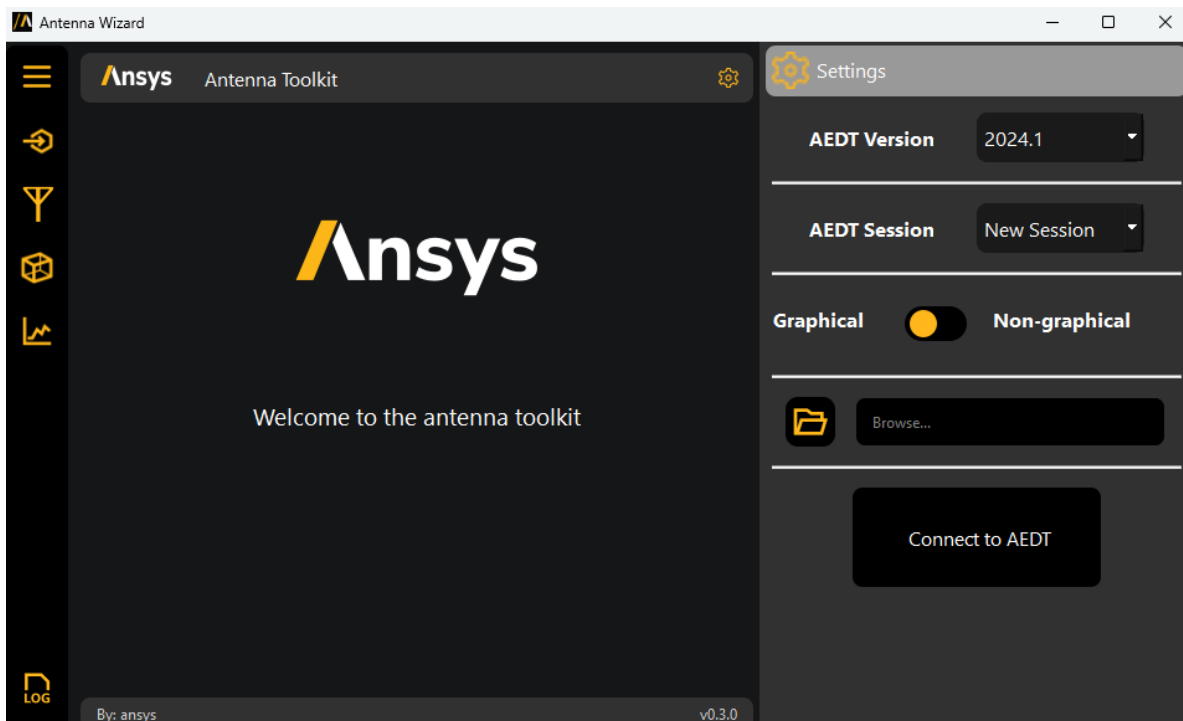 Antenna Wizard
Ansys Antenna Toolkit
Settings
AEDT Version 2024.1
AEDT Session New Session
Graphical Non-graphical
Browse...
Connect to AEDT
Ansys
Welcome to the antenna toolkit
LOG
By: ansys v0.3.0